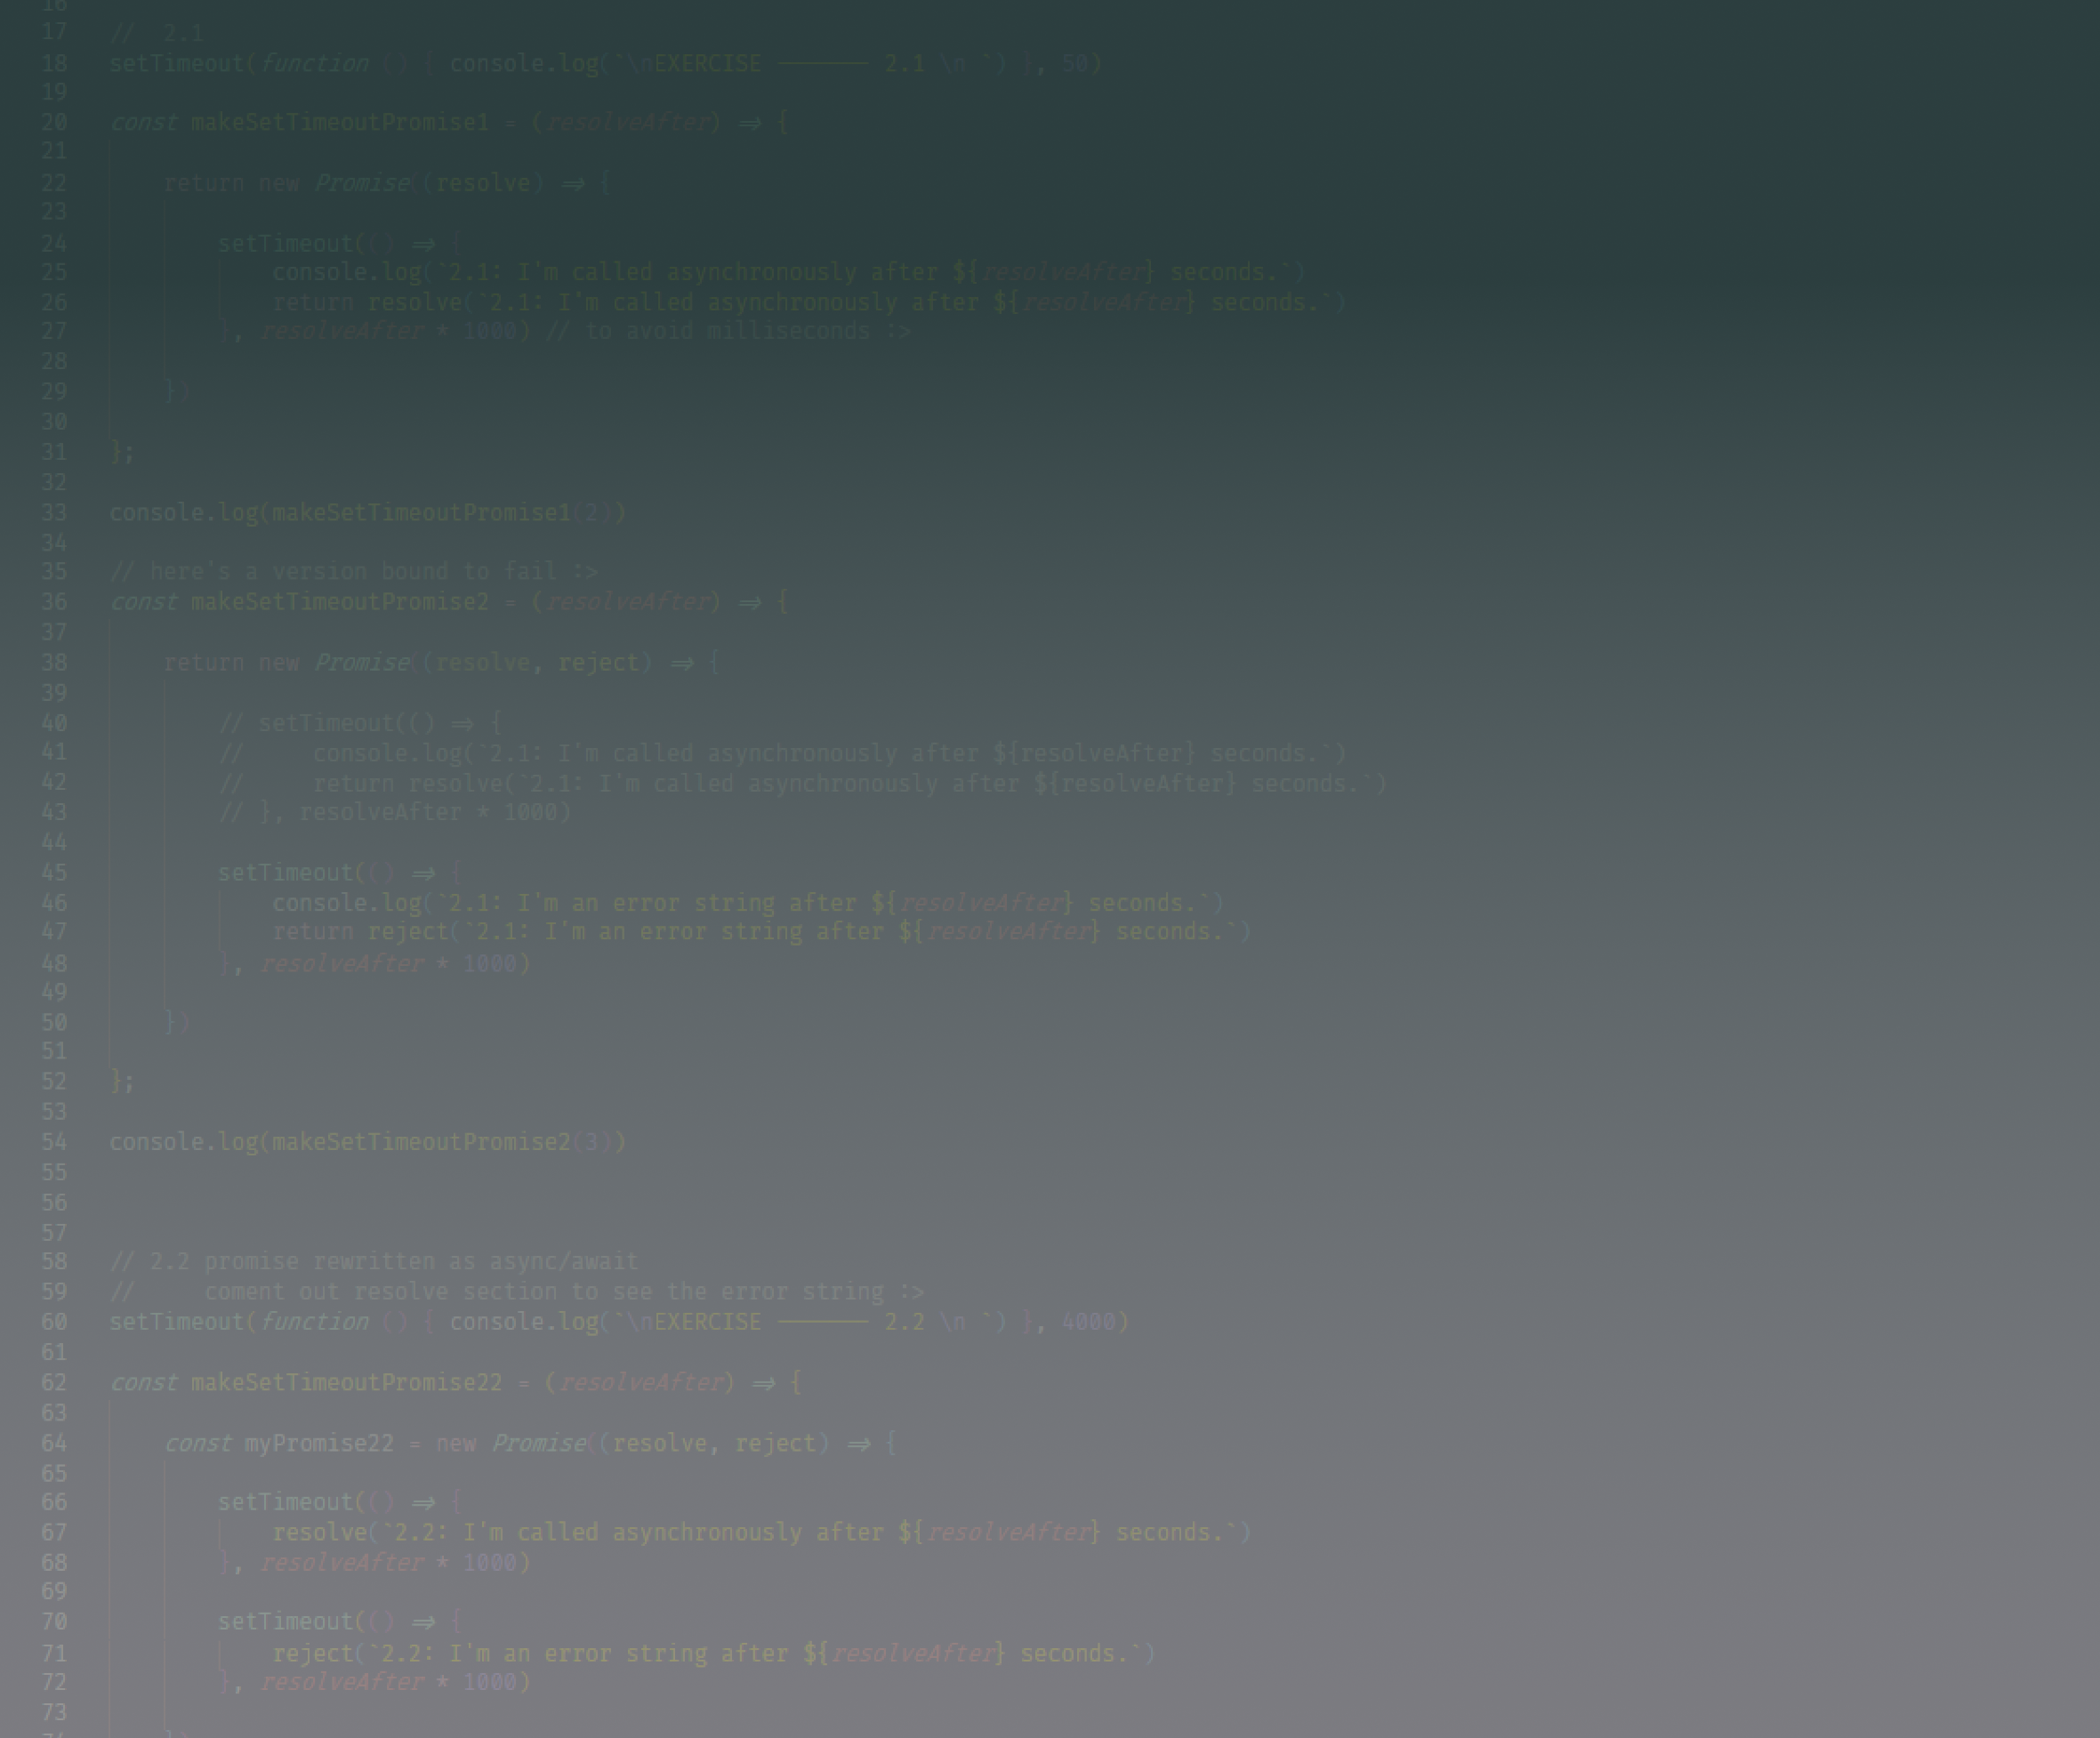 16
17 //  2.1
18 setTimeout(function () { console.log(`\nEXERCISE ——————— 2.1 \n `) }, 50)
19
20 const makeSetTimeoutPromise1 = (resolveAfter) => {
21
22     return new Promise((resolve) => {
23
24         setTimeout(() => {
25             console.log(`2.1: I'm called asynchronously after ${resolveAfter} seconds.`)
26             return resolve(`2.1: I'm called asynchronously after ${resolveAfter} seconds.`)
27         }, resolveAfter * 1000) // to avoid milliseconds :>
28
29     })
30
31 };
32
33 console.log(makeSetTimeoutPromise1(2))
34
35 // here's a version bound to fail :>
36 const makeSetTimeoutPromise2 = (resolveAfter) => {
37
38     return new Promise((resolve, reject) => {
39
40         // setTimeout(() => {
41         //     console.log(`2.1: I'm called asynchronously after ${resolveAfter} seconds.`)
42         //     return resolve(`2.1: I'm called asynchronously after ${resolveAfter} seconds.`)
43         // }, resolveAfter * 1000)
44
45         setTimeout(() => {
46             console.log(`2.1: I'm an error string after ${resolveAfter} seconds.`)
47             return reject(`2.1: I'm an error string after ${resolveAfter} seconds.`)
48         }, resolveAfter * 1000)
49
50     })
51
52 };
53
54 console.log(makeSetTimeoutPromise2(3))
55
56
57
58 // 2.2 promise rewritten as async/await
59 //     coment out resolve section to see the error string :>
60 setTimeout(function () { console.log(`\nEXERCISE ——————— 2.2 \n `) }, 4000)
61
62 const makeSetTimeoutPromise22 = (resolveAfter) => {
63
64     const myPromise22 = new Promise((resolve, reject) => {
65
66         setTimeout(() => {
67             resolve(`2.2: I'm called asynchronously after ${resolveAfter} seconds.`)
68         }, resolveAfter * 1000)
69
70         setTimeout(() => {
71             reject(`2.2: I'm an error string after ${resolveAfter} seconds.`)
72         }, resolveAfter * 1000)
73
74     })